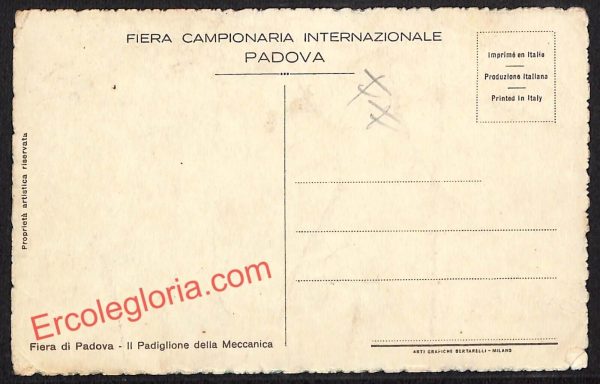 FIERA CAMPIONARIA INTERNAZIONALE
PADOVA
Imprimé en Italie
Produzione Italiana
Printed in Italy
Proprietà artistica riservata
Ercolegloria.com
Fiera di Padova - Il Padiglione della Meccanica
ARTI GRAFICHE BERTARELLI - MILANO